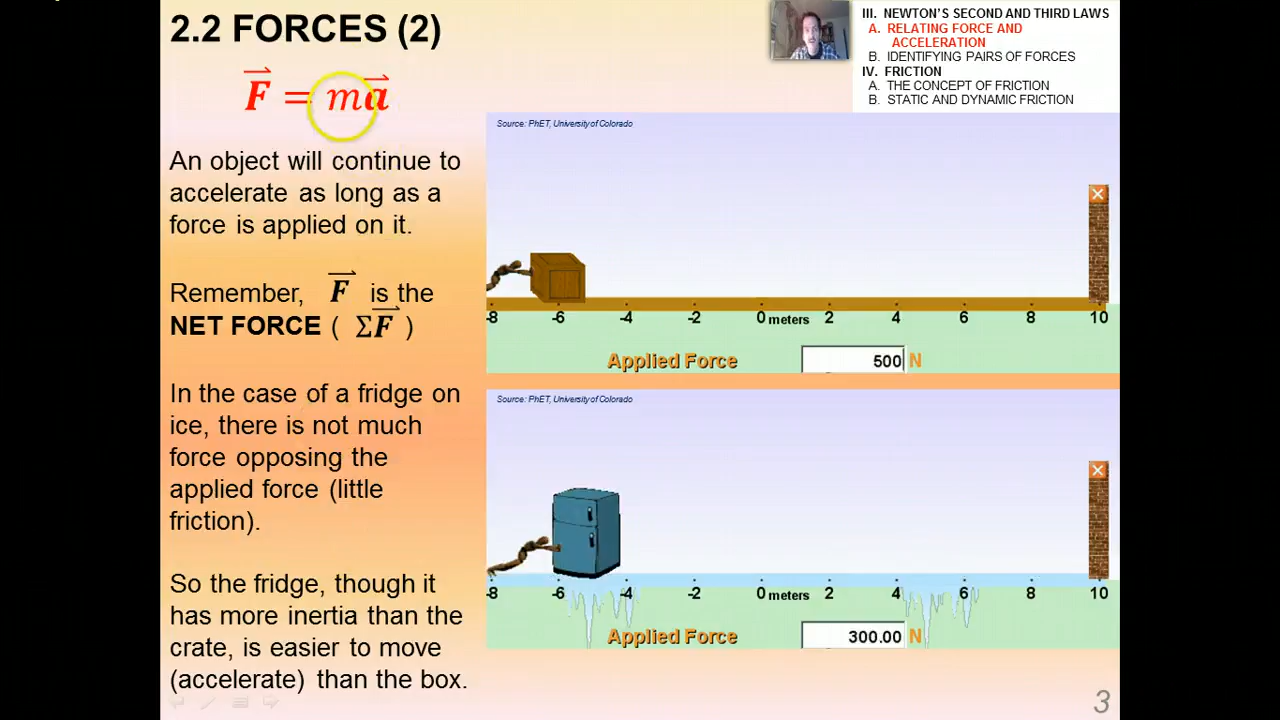 2.2 FORCES (2)
F = ma
An object will continue to
accelerate as long as a
force is applied on it.
Remember, F is the
NET FORCE ( ΣF )
In the case of a fridge on
ice, there is not much
force opposing the
applied force (little
friction).
So the fridge, though it
has more inertia than the
crate, is easier to move
(accelerate) than the box.
III. NEWTON'S SECOND AND THIRD LAWS
A. RELATING FORCE AND
ACCELERATION
B. IDENTIFYING PAIRS OF FORCES
IV. FRICTION
A. THE CONCEPT OF FRICTION
B. STATIC AND DYNAMIC FRICTION
Source: PhET, University of Colorado
-8 -6 -4 -2 0 meters 2 4 6 8 10
Applied Force 500 N
Source: PhET, University of Colorado
-8 -6 -4 -2 0 meters 2 4 6 8 10
Applied Force 300.00 N
3